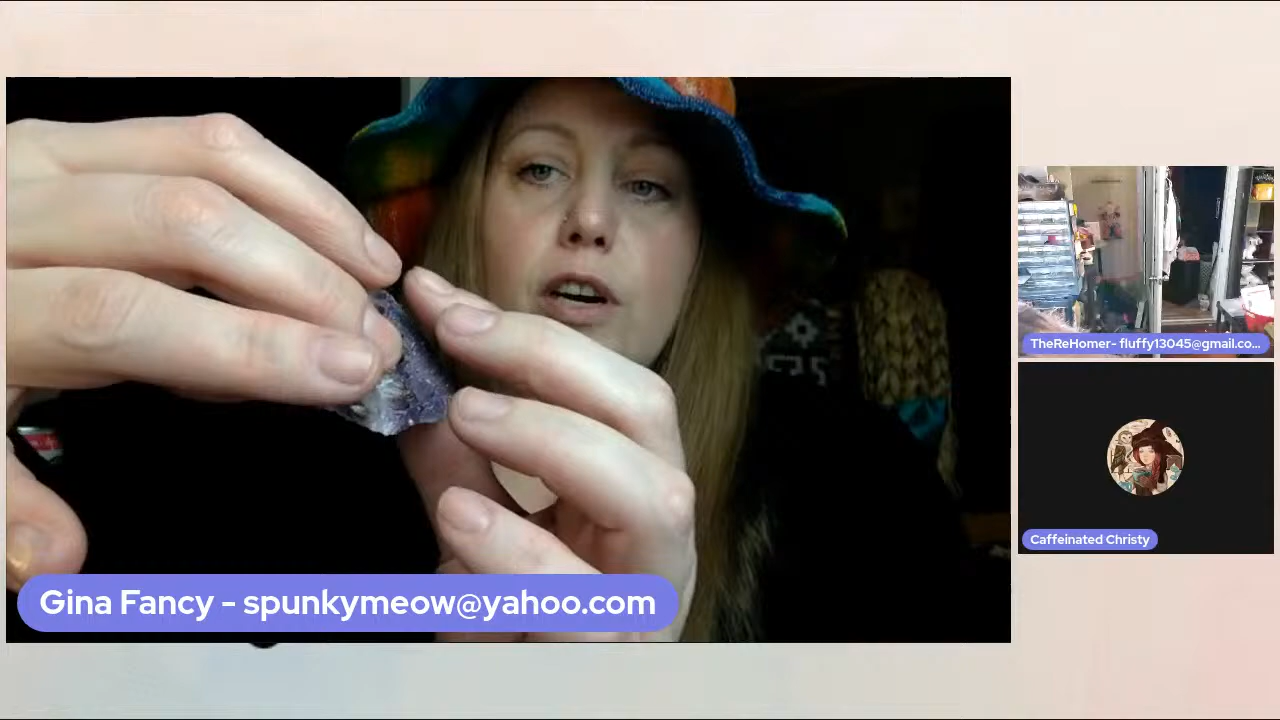 Gina Fancy - spunkymeow@yahoo.com
TheReHomer- fluffy13045@gmail.co...
Caffeinated Christy